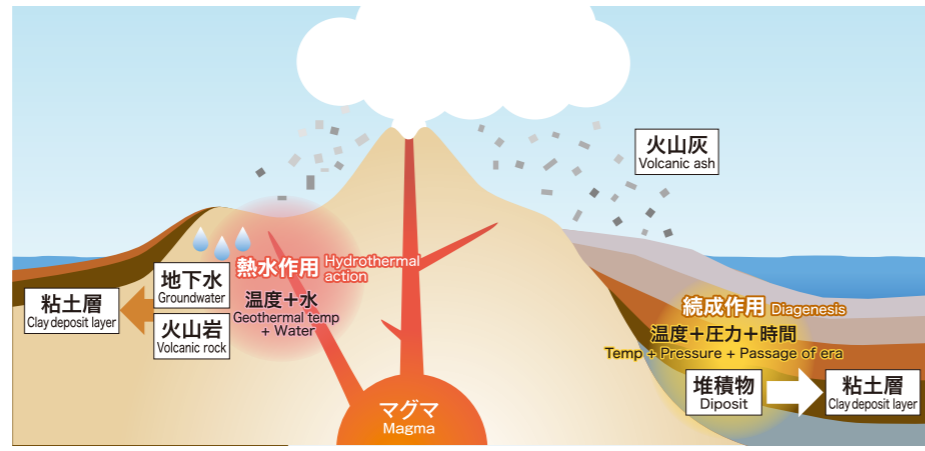 火山灰
Volcanic ash
熱水作用 Hydrothermal
action
温度＋水
Geothermal temp
+ Water
地下水
Groundwater
火山岩
Volcanic rock
粘土層
Clay deposit layer
マグマ
Magma
続成作用 Diagenesis
温度＋圧力＋時間
Temp + Pressure + Passage of era
堆積物
Diposit
粘土層
Clay deposit layer